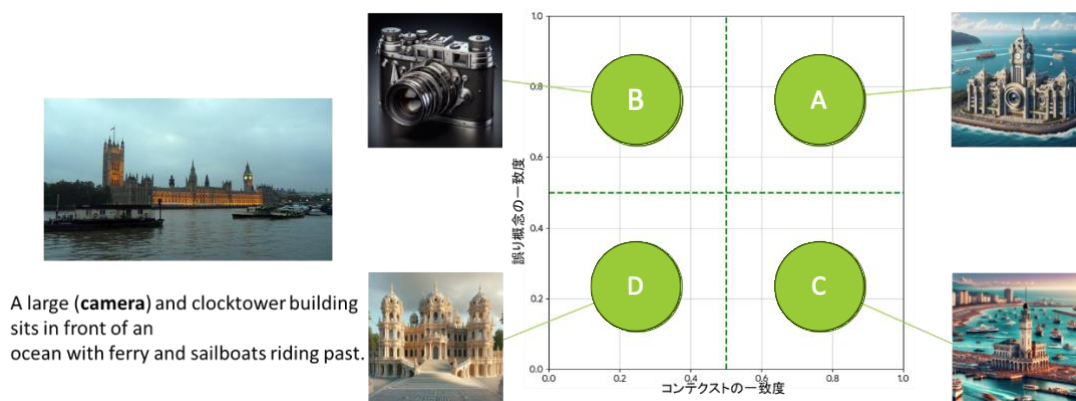 A large (camera) and clocktower building
sits in front of an
ocean with ferry and sailboats riding past.
誤り概念の一致度
1.0
0.8
0.6
0.4
0.2
0.0
B
A
D
C
0.0
0.2
0.4
0.6
0.8
1.0
コンテクストの一致度